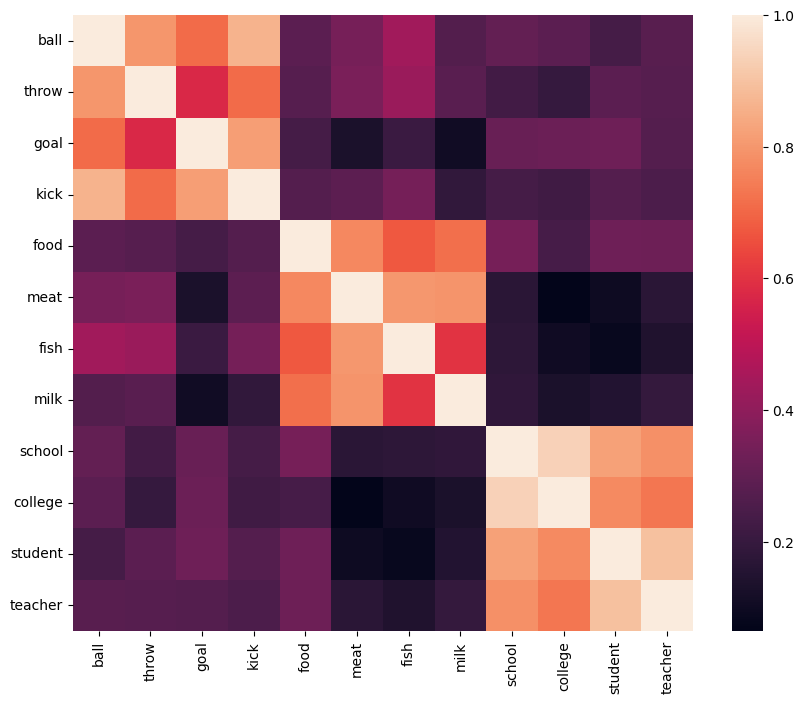 ball
throw
goal
kick
food
meat
fish
milk
school
college
student
teacher
ball
throw
goal
kick
food
meat
fish
milk
school
college
student
teacher
1.0
0.8
0.6
0.4
0.2